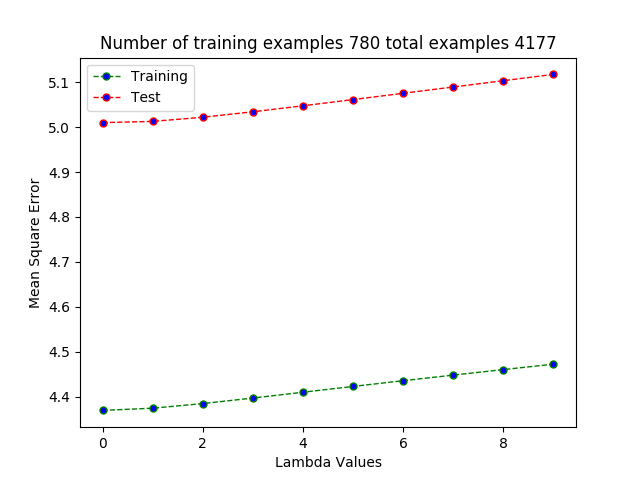 Number of training examples 780 total examples 4177
Training
Test
5.1
5.0
4.9
4.8
4.7
4.6
4.5
4.4
Mean Square Error
0 2 4 6 8
Lambda Values